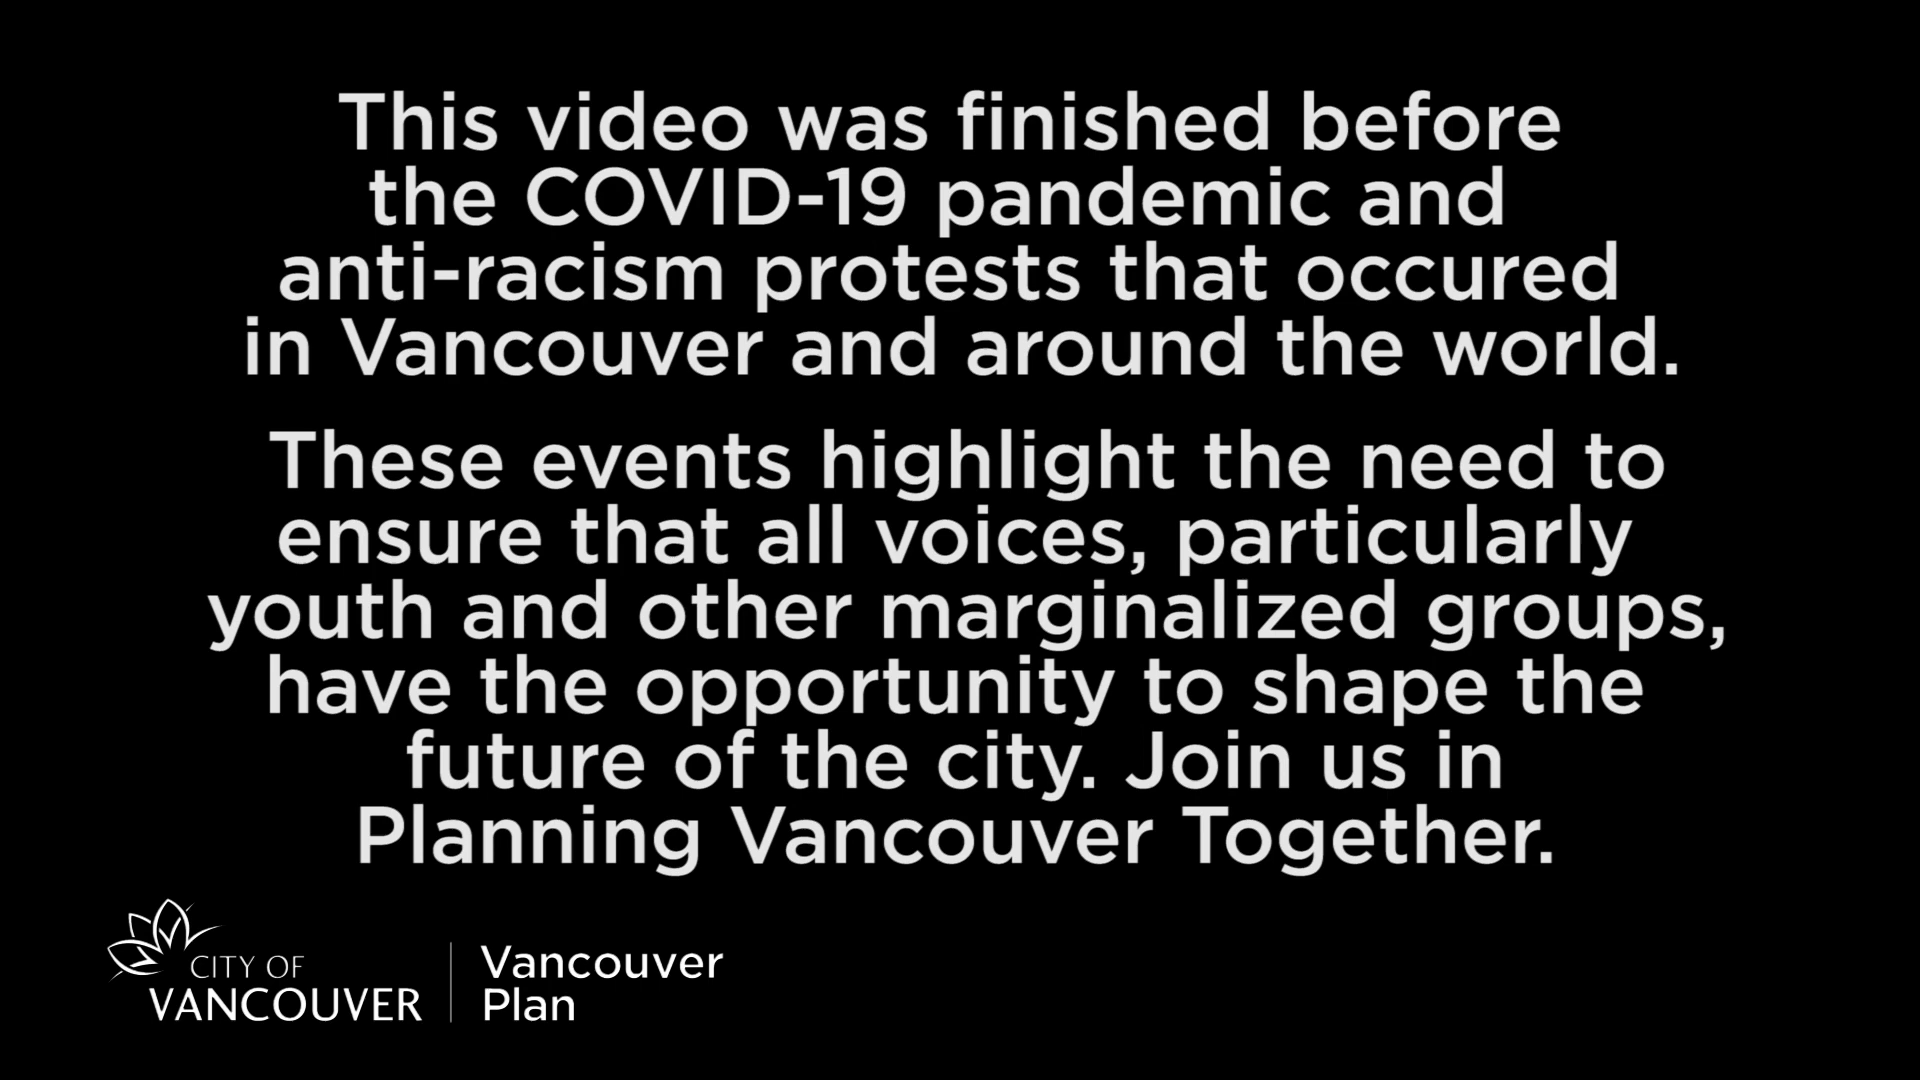 This video was finished before
the COVID-19 pandemic and
anti-racism protests that occured
in Vancouver and around the world.
These events highlight the need to
ensure that all voices, particularly
youth and other marginalized groups,
have the opportunity to shape the
future of the city. Join us in
Planning Vancouver Together.
CITY OF
VANCOUVER
Vancouver
Plan